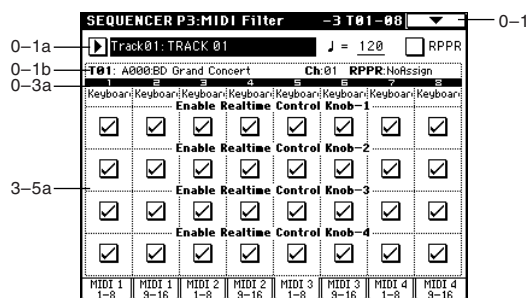 SEQUENCER P3:MIDI Filter -3 T01-08
0-1
0-1a
Track01: TRACK 01 ♩ = 120 RPPR
0-1b
T01: A000:BD Grand Concert Ch:01 RPPR:NoAssign
0-3a
1 2 3 4 5 6 7 8
Keyboar Keyboar Keyboar Keyboar Keyboar Keyboar Keyboar Keyboar
Enable Realtime Control Knob-1
Enable Realtime Control Knob-2
3-5a
Enable Realtime Control Knob-3
Enable Realtime Control Knob-4
MIDI 1 1-8 MIDI 1 9-16 MIDI 2 1-8 MIDI 2 9-16 MIDI 3 1-8 MIDI 3 9-16 MIDI 4 1-8 MIDI 4 9-16